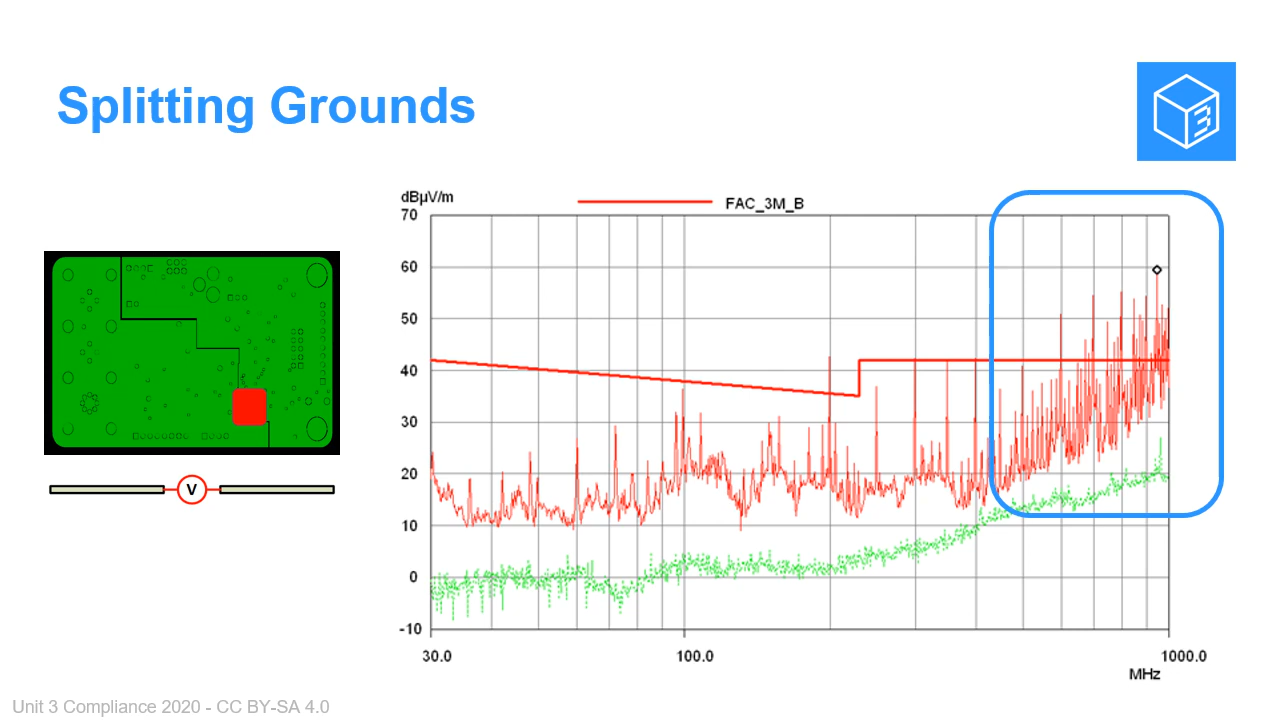 Splitting Grounds
3
dBµV/m
FAC_3M_B
70
60
50
40
30
20
10
0
-10
30.0
100.0
1000.0
MHz
V
Unit 3 Compliance 2020 - CC BY-SA 4.0